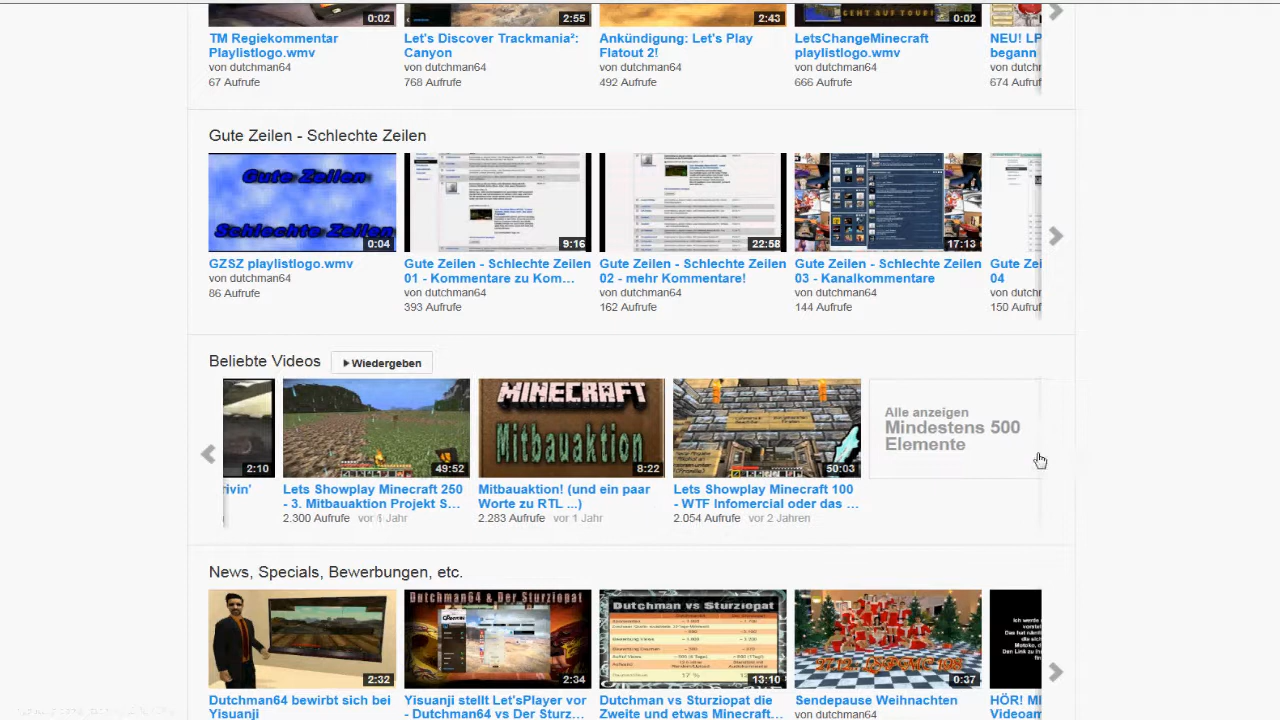 0:02
2:55
2:43
GEHT AUF TOUR!
0:02
TM Regiekommentar
Playlistlogo.wmv
von dutchman64
67 Aufrufe
Let's Discover Trackmania²:
Canyon
von dutchman64
768 Aufrufe
Ankündigung: Let's Play
Flatout 2!
von dutchman64
492 Aufrufe
LetsChangeMinecraft
playlistlogo.wmv
von dutchman64
666 Aufrufe
NEU! LP
begann
von dutchm
674 Aufruf
Gute Zeilen - Schlechte Zeilen
Gute Zeilen
Schlechte Zeilen
0:04
9:16
22:58
17:13
GZSZ playlistlogo.wmv
von dutchman64
86 Aufrufe
Gute Zeilen - Schlechte Zeilen
01 - Kommentare zu Kom...
von dutchman64
393 Aufrufe
Gute Zeilen - Schlechte Zeilen
02 - mehr Kommentare!
von dutchman64
162 Aufrufe
Gute Zeilen - Schlechte Zeilen
03 - Kanalkommentare
von dutchman64
144 Aufrufe
Gute Zei
04
von dutchm
150 Aufruf
Beliebte Videos
Wiedergeben
2:10
49:52
MINECRAFT
Mitbauaktion
8:22
50:03
Alle anzeigen
Mindestens 500
Elemente
rivin'
Lets Showplay Minecraft 250
- 3. Mitbauaktion Projekt S...
2.300 Aufrufe vor 1 Jahr
Mitbauaktion! (und ein paar
Worte zu RTL ...)
2.283 Aufrufe vor 1 Jahr
Lets Showplay Minecraft 100
- WTF Infomercial oder das ...
2.054 Aufrufe vor 2 Jahren
News, Specials, Bewerbungen, etc.
2:32
Dutchman64 & Der Sturziopat
2:34
Dutchman vs Sturziopat
13:10
0:37
Dutchman64 bewirbt sich bei
Yisuanji
Yisuanji stellt Let'sPlayer vor
- Dutchman64 vs Der Sturz...
Dutchman vs Sturziopat die
Zweite und etwas Minecraft...
Sendepause Weihnachten
von dutchman64
HÖR! MI
Videoam